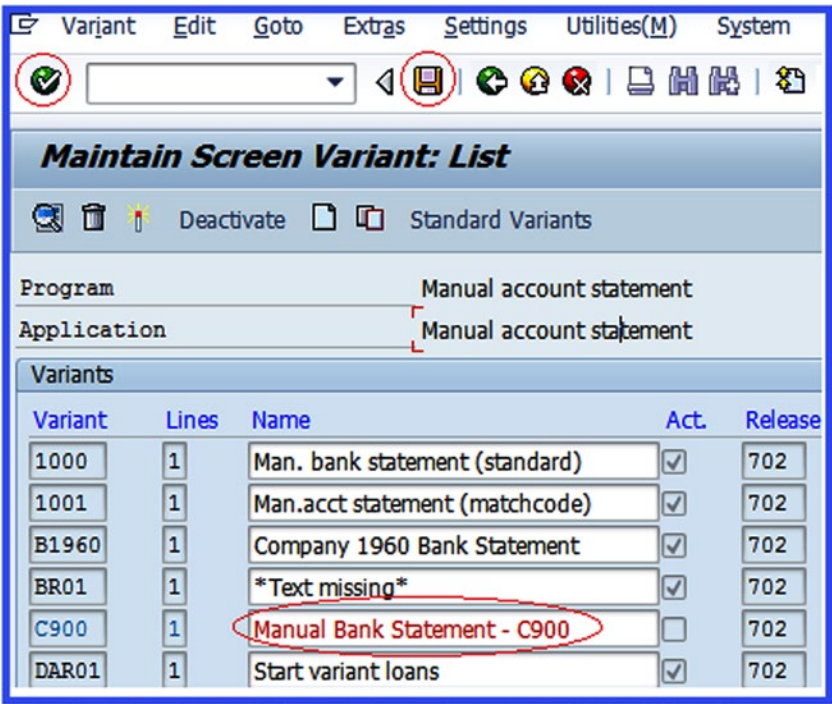 Variant Edit Goto Extras Settings Utilities(M) System
Maintain Screen Variant: List
Deactivate Standard Variants
Program Manual account statement
Application Manual account statement
Variants
Variant Lines Name Act. Release
1000 1 Man. bank statement (standard) 702
1001 1 Man.acct statement (matchcode) 702
B1960 1 Company 1960 Bank Statement 702
BR01 1 *Text missing* 702
C900 1 Manual Bank Statement - C900 702
DAR01 1 Start variant loans 702